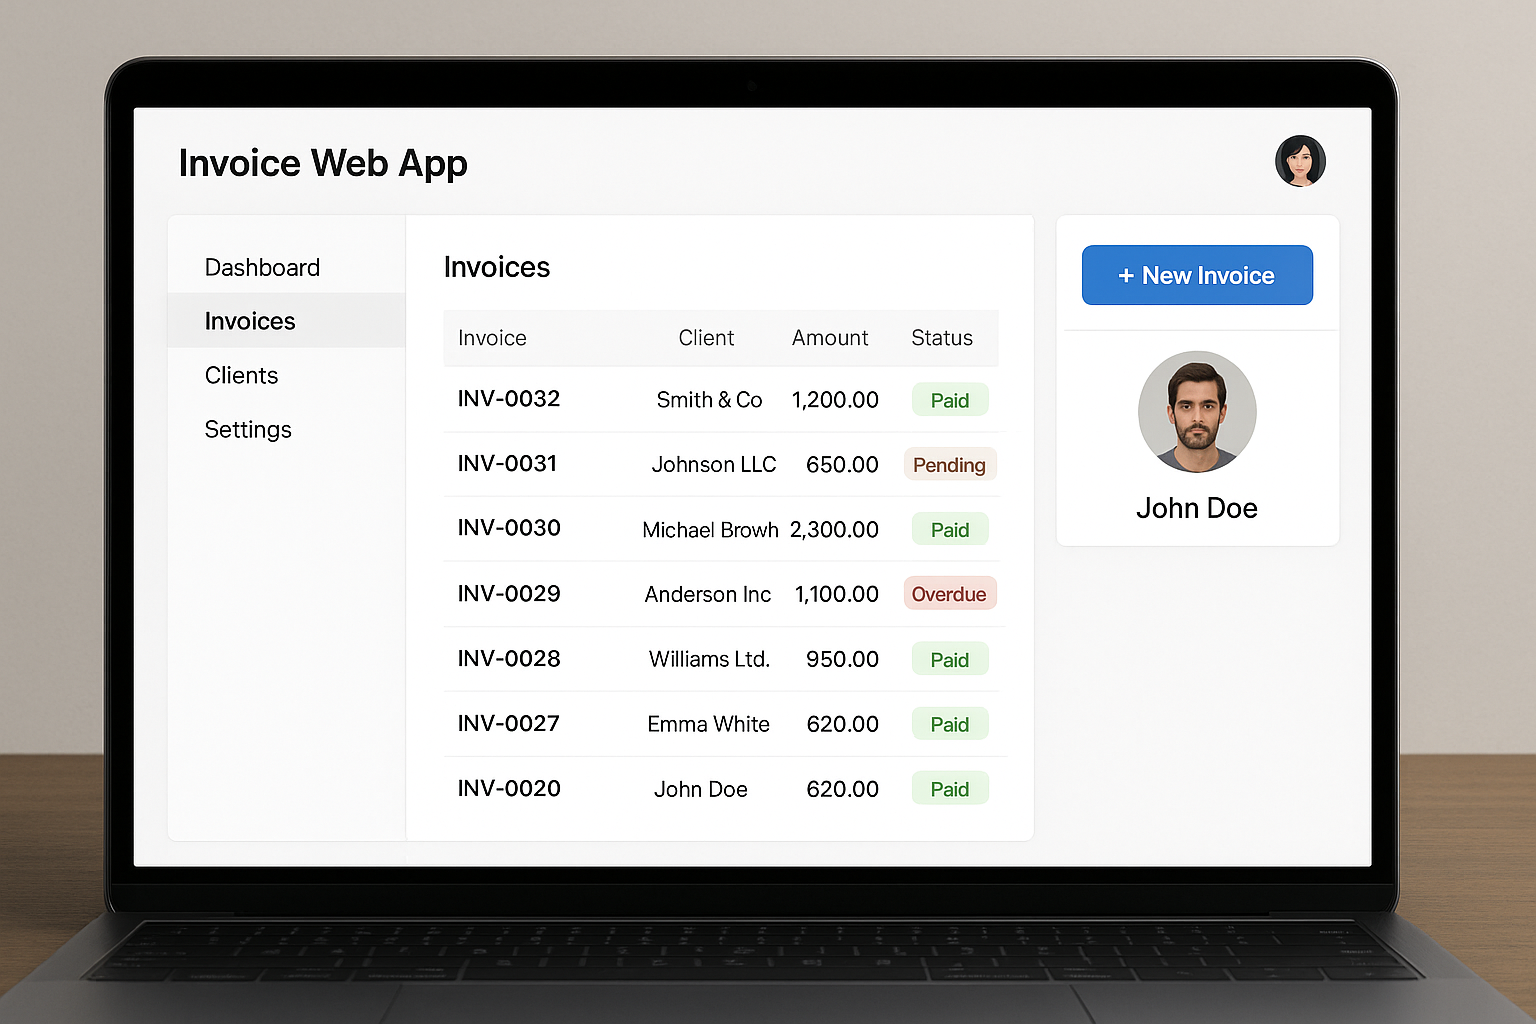 Invoice Web App
Dashboard
Invoices
Clients
Settings
Invoices
Invoice Client Amount Status
INV-0032 Smith & Co 1,200.00 Paid
INV-0031 Johnson LLC 650.00 Pending
INV-0030 Michael Browh 2,300.00 Paid
INV-0029 Anderson Inc 1,100.00 Overdue
INV-0028 Williams Ltd. 950.00 Paid
INV-0027 Emma White 620.00 Paid
INV-0020 John Doe 620.00 Paid
+ New Invoice
John Doe